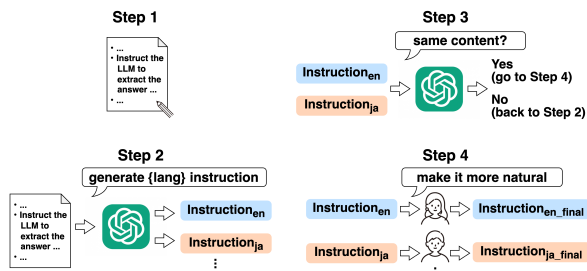 Step 1
• ...
• Instruct the
LLM to
extract the
answer ...
• ...
Step 2
generate {lang} instruction
• ...
• Instruct the
LLM to
extract the
answer ...
• ...
Instruction_en
Instruction_ja
⋮
Step 3
same content?
Instruction_en
Instruction_ja
Yes
(go to Step 4)
No
(back to Step 2)
Step 4
make it more natural
Instruction_en
Instruction_en_final
Instruction_ja
Instruction_ja_final